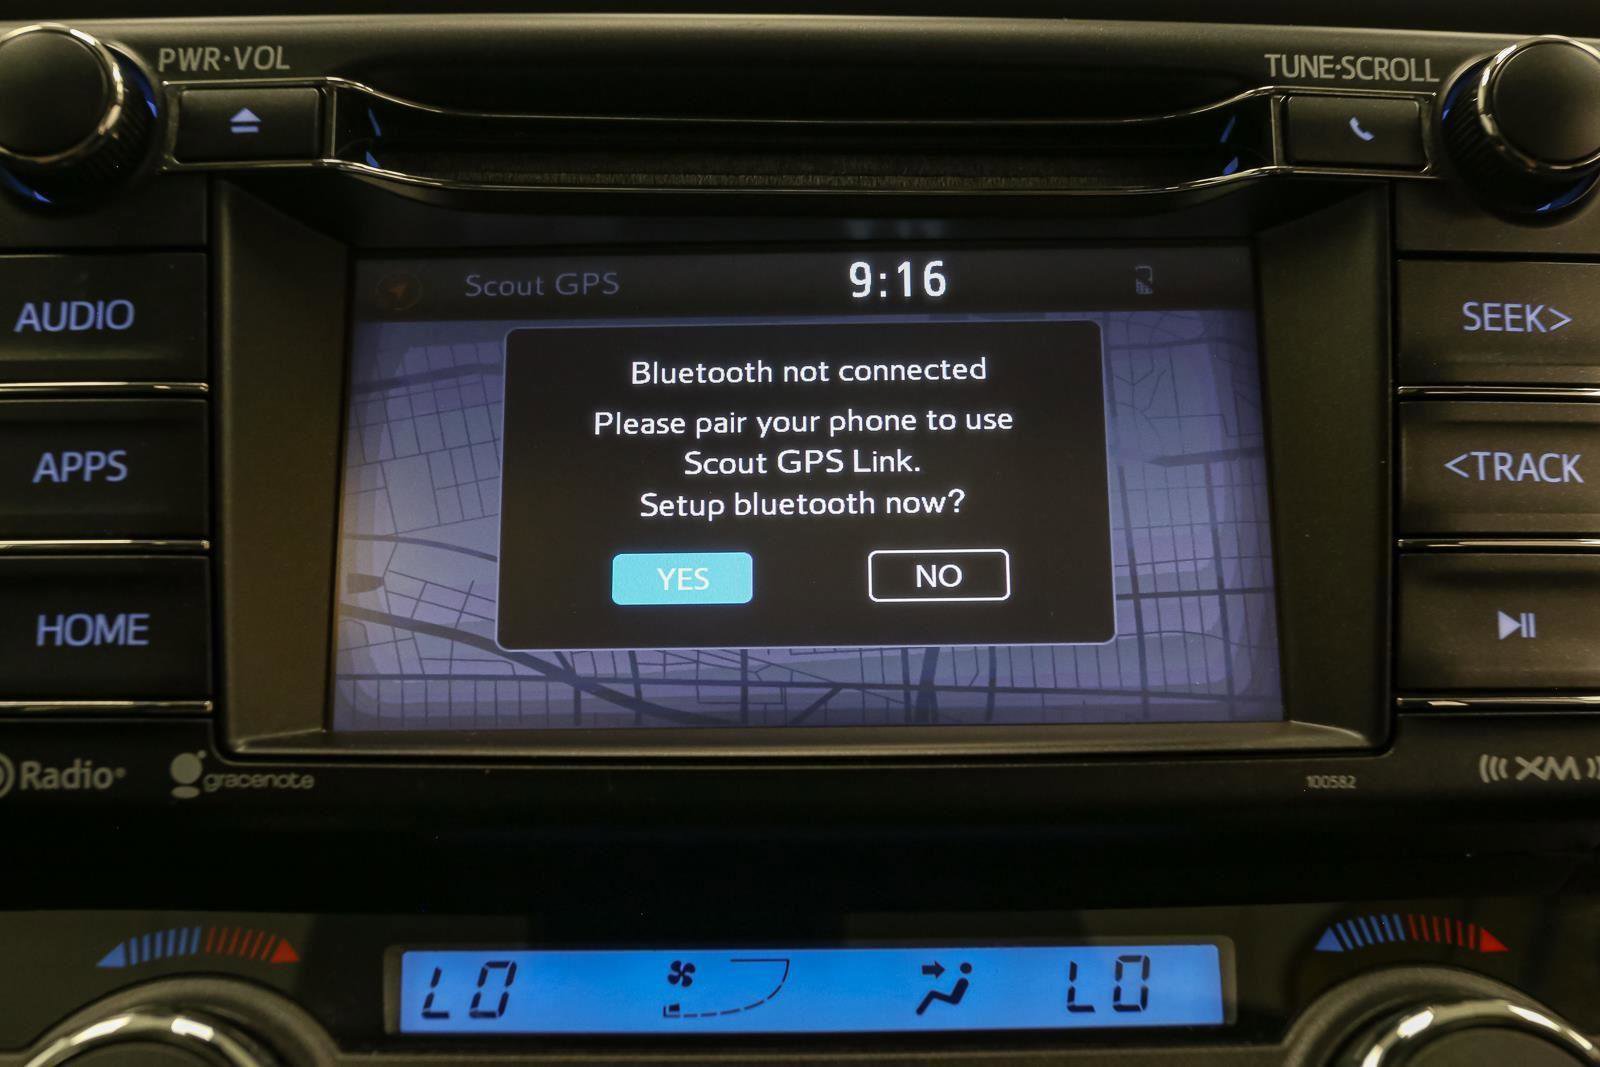 PWR·VOL
TUNE·SCROLL
AUDIO
APPS
HOME
Scout GPS
9:16
Bluetooth not connected
Please pair your phone to use
Scout GPS Link.
Setup bluetooth now?
YES
NO
SEEK>
<TRACK
Radio
gracenote
100582
XM
LO
LO